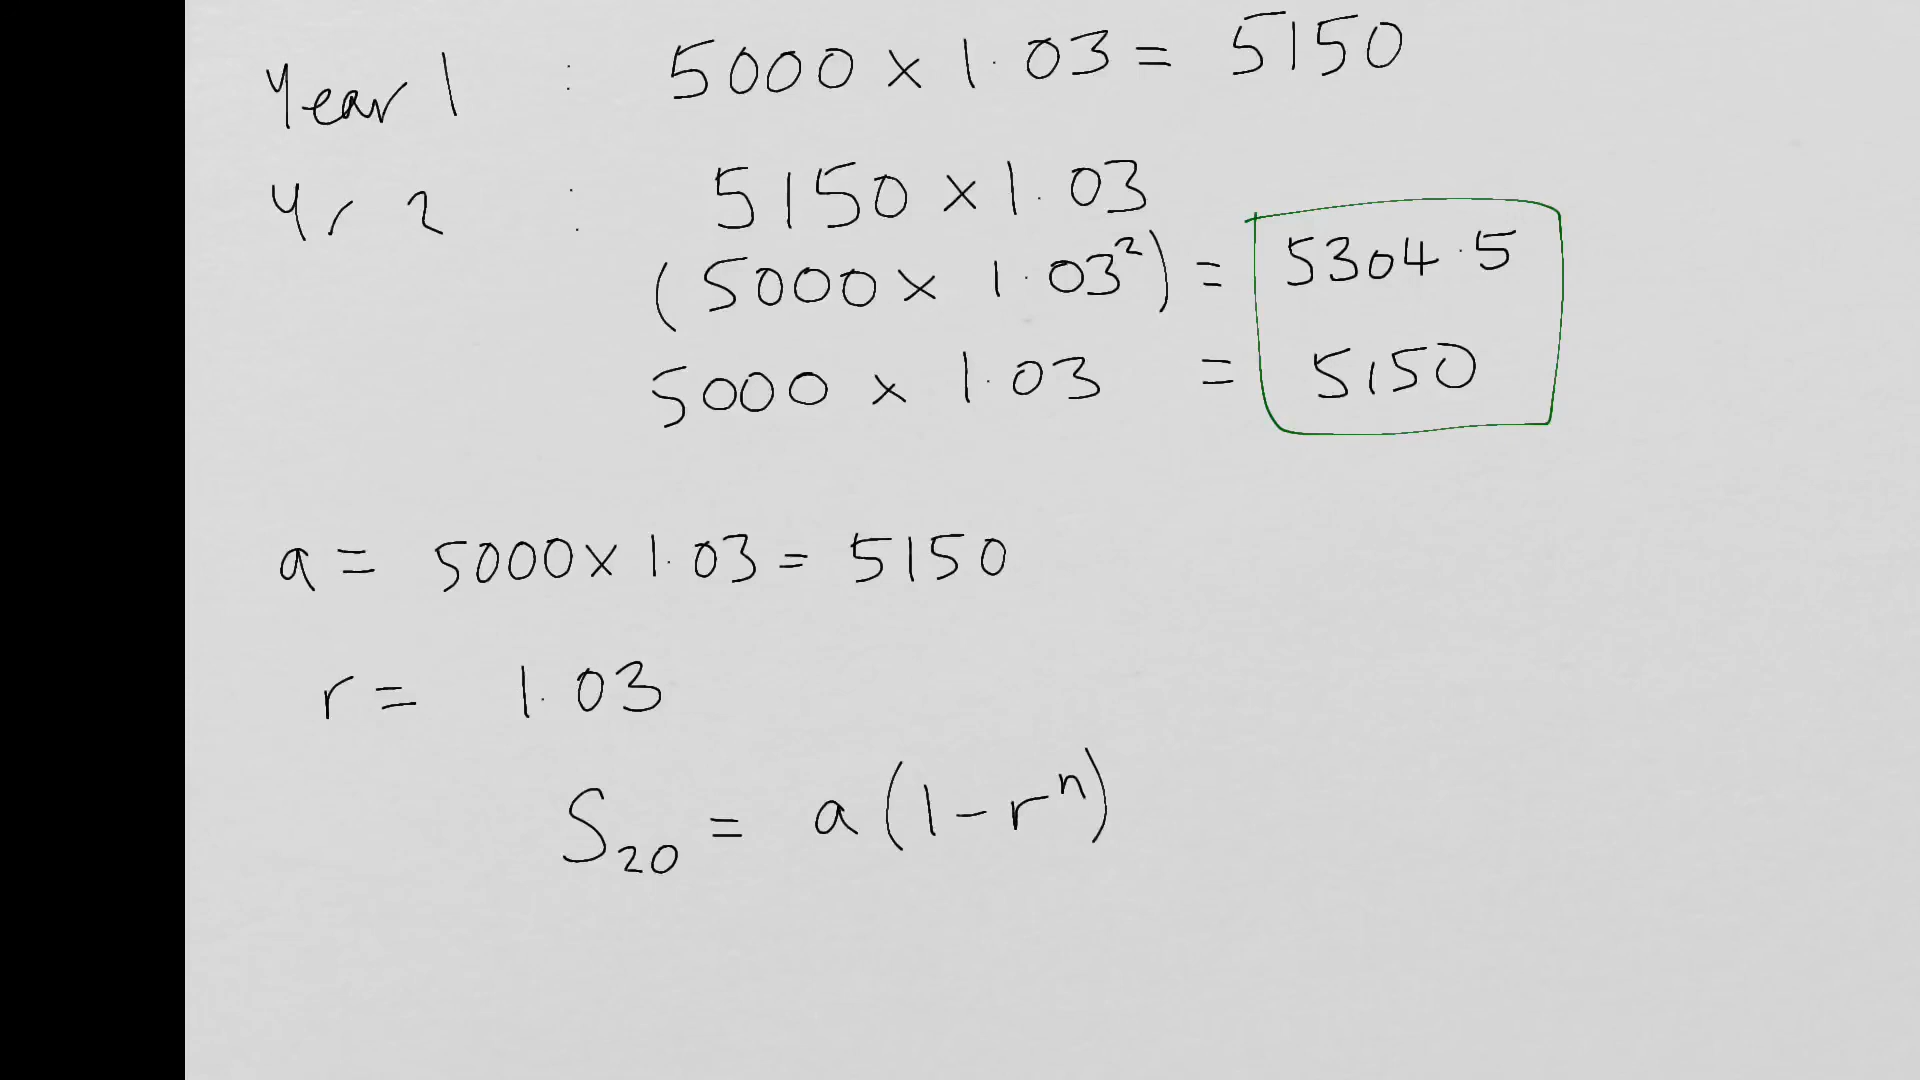 Year 1 : 5000 x 1.03 = 5150
Yr 2 : 5150 x 1.03
(5000 x 1.03²) = 5304.5
5000 x 1.03 = 5150
a = 5000 x 1.03 = 5150
r = 1.03
S₂₀ = a(1-rⁿ)